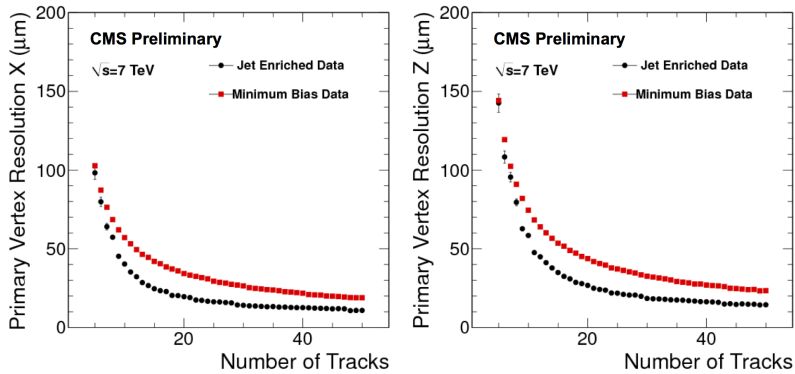 Primary Vertex Resolution X (μm)
200
150
100
50
0
CMS Preliminary
√s=7 TeV
Jet Enriched Data
Minimum Bias Data
20
40
Number of Tracks
Primary Vertex Resolution Z (μm)
200
150
100
50
0
CMS Preliminary
√s=7 TeV
Jet Enriched Data
Minimum Bias Data
20
40
Number of Tracks